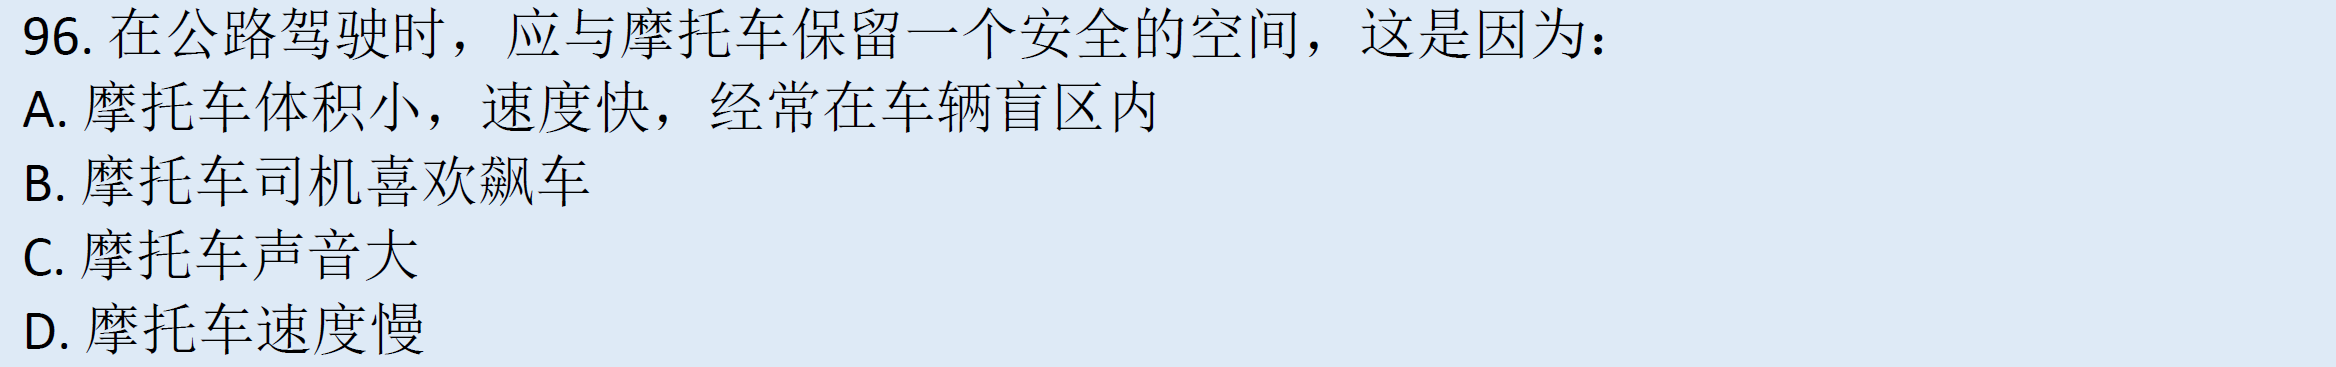 96. 在公路驾驶时，应与摩托车保留一个安全的空间，这是因为：
A. 摩托车体积小，速度快，经常在车辆盲区内
B. 摩托车司机喜欢飙车
C. 摩托车声音大
D. 摩托车速度慢